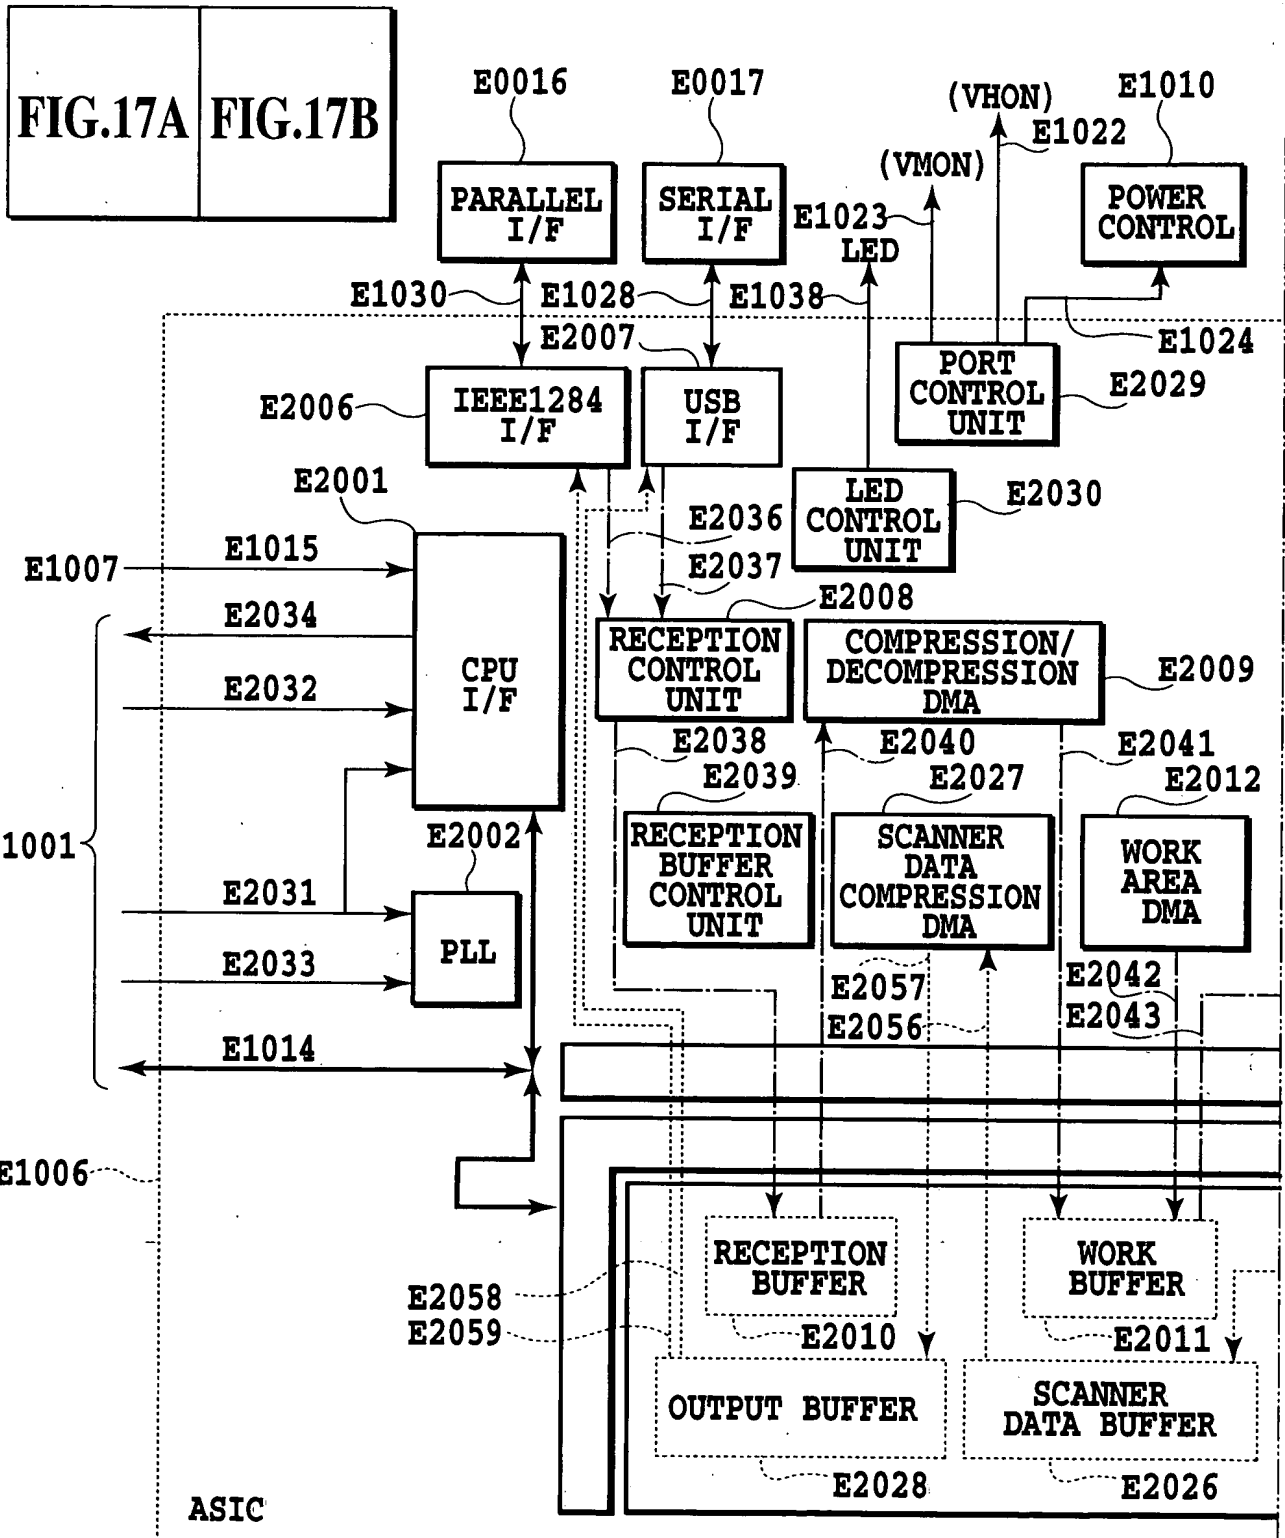 FIG.17A
FIG.17B
E0016
E0017
(VHON)
E1010
E1022
(VMON)
PARALLEL
I/F
SERIAL
I/F
POWER
CONTROL
E1023
LED
E1030
E1028
E1038
E2007
E1024
PORT
CONTROL
UNIT
E2029
E2006
IEEE1284
I/F
USB
I/F
E2001
LED
CONTROL
UNIT
E2030
E2036
E1007
E1015
E2037
E2034
E2008
CPU
I/F
RECEPTION
CONTROL
UNIT
COMPRESSION/
DECOMPRESSION
DMA
E2009
E2032
E2038
E2040
E2041
E2039
E2027
E2012
1001
E2002
RECEPTION
BUFFER
CONTROL
UNIT
SCANNER
DATA
COMPRESSION
DMA
WORK
AREA
DMA
E2031
PLL
E2033
E2057
E2042
E2056
E2043
E1014
E1006
RECEPTION
BUFFER
WORK
BUFFER
E2058
E2059
E2010
E2011
OUTPUT BUFFER
SCANNER
DATA BUFFER
E2028
E2026
ASIC